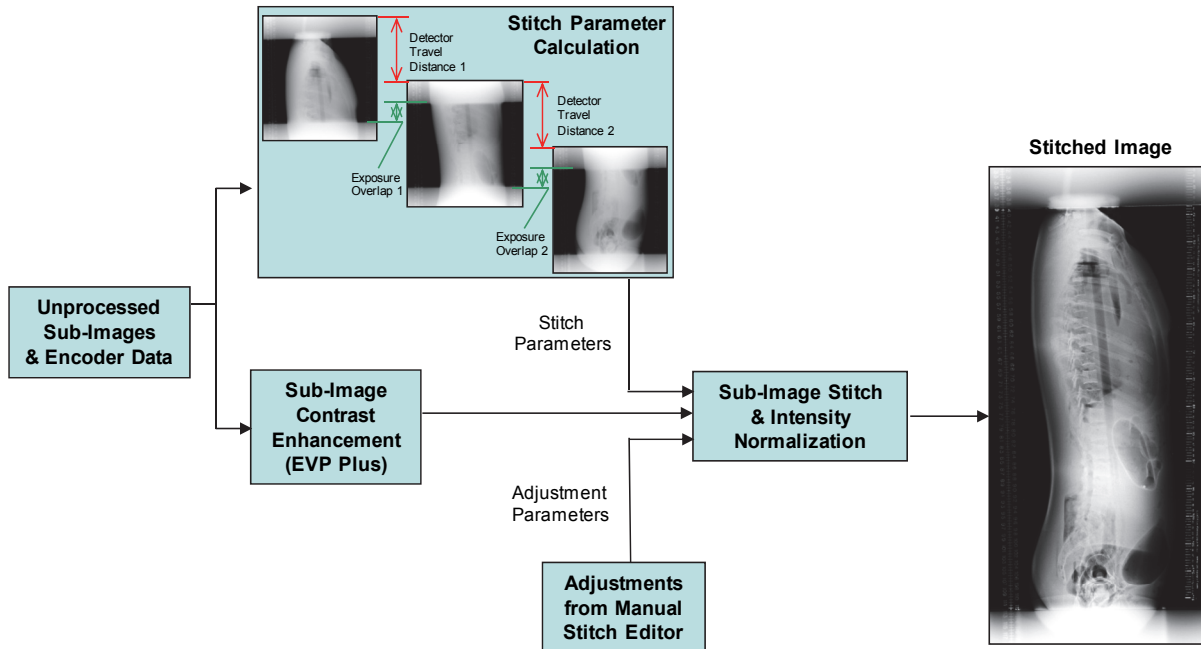 Stitch Parameter
Calculation
Detector
Travel
Distance 1
Detector
Travel
Distance 2
Exposure
Overlap 1
Exposure
Overlap 2
Stitched Image
Unprocessed
Sub-Images
& Encoder Data
Stitch
Parameters
Sub-Image
Contrast
Enhancement
(EVP Plus)
Sub-Image Stitch
& Intensity
Normalization
Adjustment
Parameters
Adjustments
from Manual
Stitch Editor